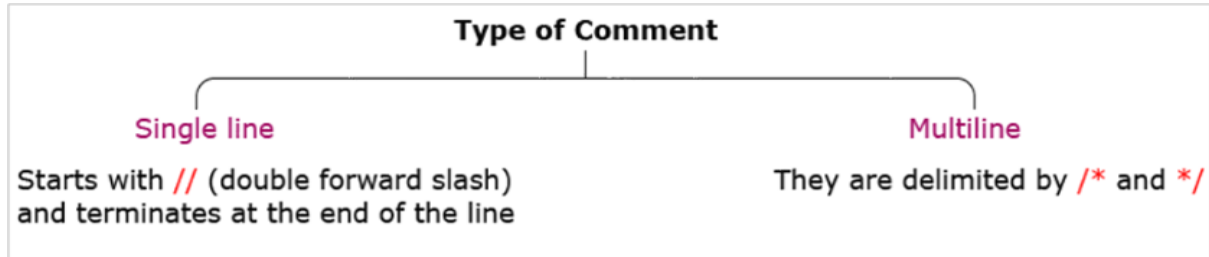 Type of Comment
Single line
Multiline
Starts with // (double forward slash)
and terminates at the end of the line
They are delimited by /* and */